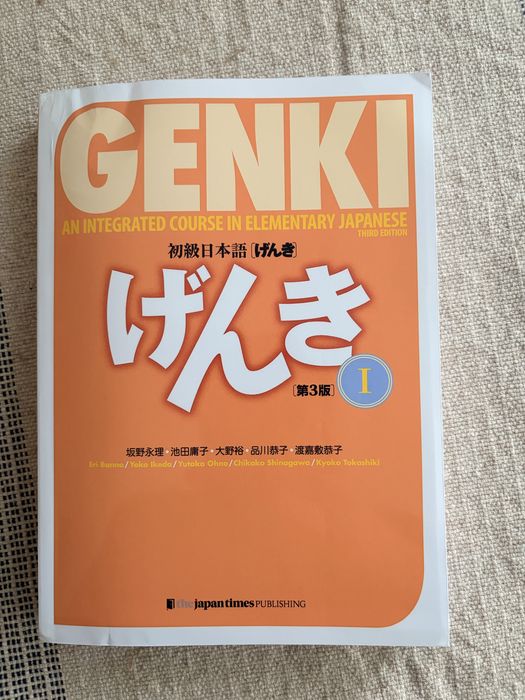 GENKI
AN INTEGRATED COURSE IN ELEMENTARY JAPANESE
THIRD EDITION
初級日本語[げんき]
げんき
[第3版]
I
坂野永理・池田庸子・大野裕・品川恭子・渡嘉敷恭子
Eri Banno/Yoko Ikeda/Yutaka Ohno/Chikako Shinagawa/Kyoko Tokashiki
the japan times PUBLISHING